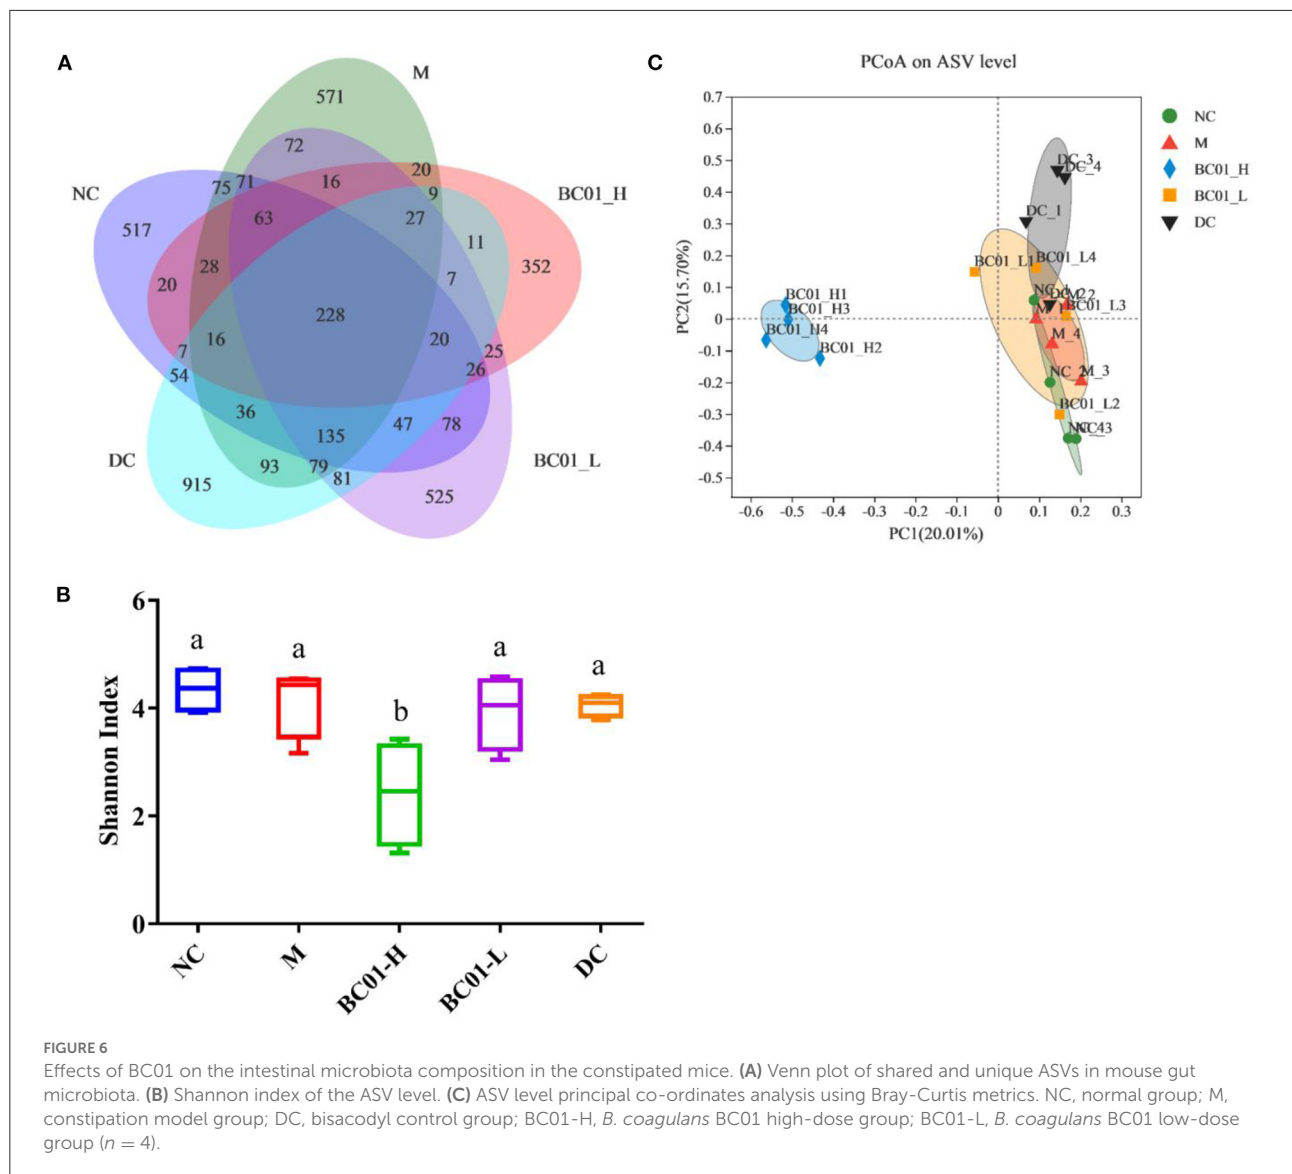 A
M
571
72
20
NC
75
71
16
9
BC01_H
517
63
27
11
28
7
352
20
228
16
20
7
25
54
26
36
47
78
135
DC
93
79
BC01_L
915
81
525
C
PCoA on ASV level
0.7
0.6
0.5
0.4
0.3
0.2
0.1
0
-0.1
-0.2
-0.3
-0.4
-0.5
PC2(15.70%)
DC_3
DC_4
DC_1
BC01_L1
BC01_L4
BC01_H1
BC01_H3
BC01_L3
BC01_H4
M_4
BC01_H2
NC_2
M_3
BC01_L2
-0.6
-0.5
-0.4
-0.3
-0.2
-0.1
0
0.1
0.2
0.3
PC1(20.01%)
NC
M
BC01_H
BC01_L
DC
B
6
4
2
0
Shannon Index
a
a
b
a
a
NC
M
BC01-H
BC01-L
DC
FIGURE 6
Effects of BC01 on the intestinal microbiota composition in the constipated mice. (A) Venn plot of shared and unique ASVs in mouse gut
microbiota. (B) Shannon index of the ASV level. (C) ASV level principal co-ordinates analysis using Bray-Curtis metrics. NC, normal group; M,
constipation model group; DC, bisacodyl control group; BC01-H, B. coagulans BC01 high-dose group; BC01-L, B. coagulans BC01 low-dose
group (n = 4).